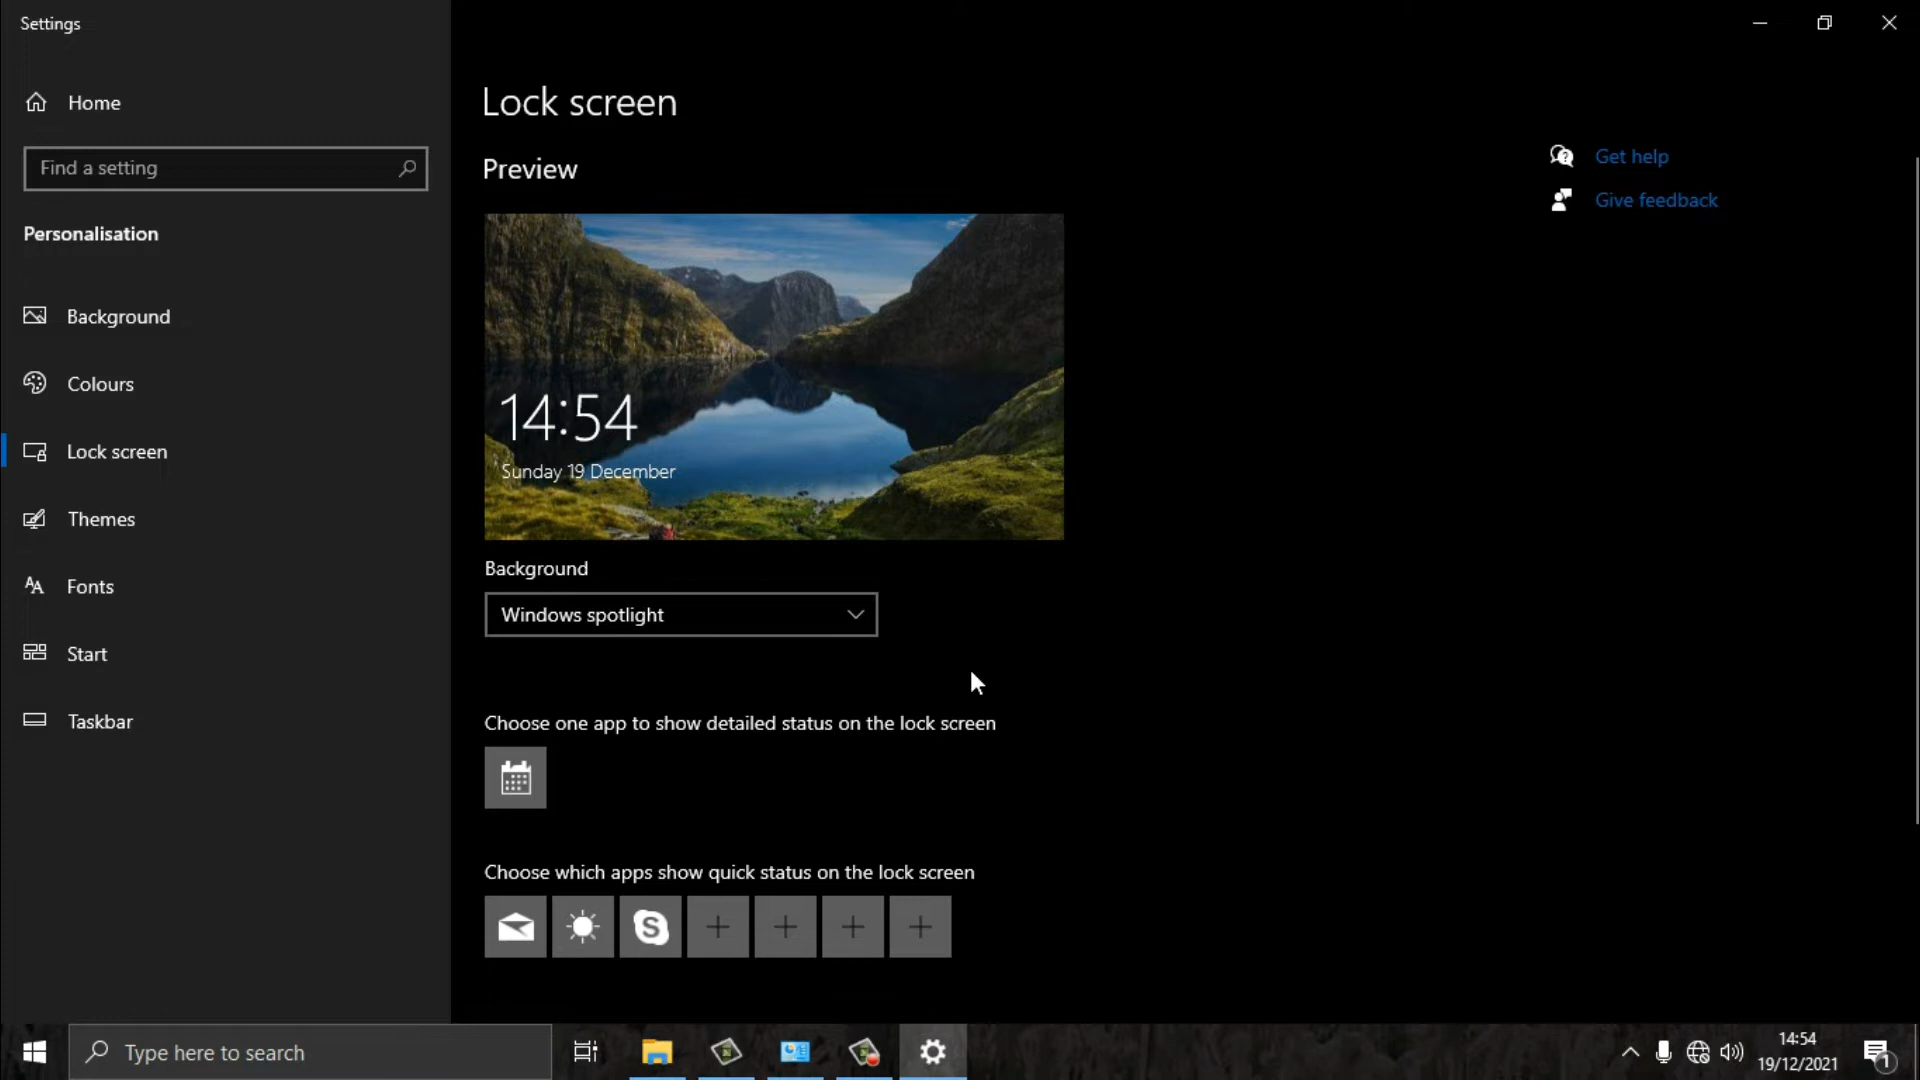 Settings
Home
Find a setting
Personalisation
Background
Colours
Lock screen
Themes
Fonts
Start
Taskbar
Lock screen
Preview
14:54
Sunday 19 December
Background
Windows spotlight
Choose one app to show detailed status on the lock screen
Choose which apps show quick status on the lock screen
Get help
Give feedback
Type here to search
14:54
19/12/2021
1